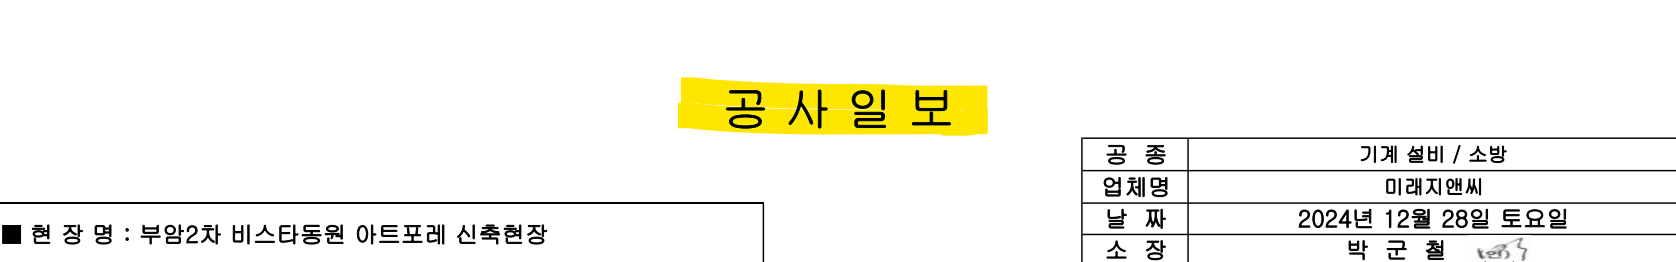 공 사 일 보
공 종 기계 설비 / 소방
업체명 미래지앤씨
날 짜 2024년 12월 28일 토요일
■ 현 장 명 : 부암2차 비스타동원 아트포레 신축현장
소 장 박 군 철